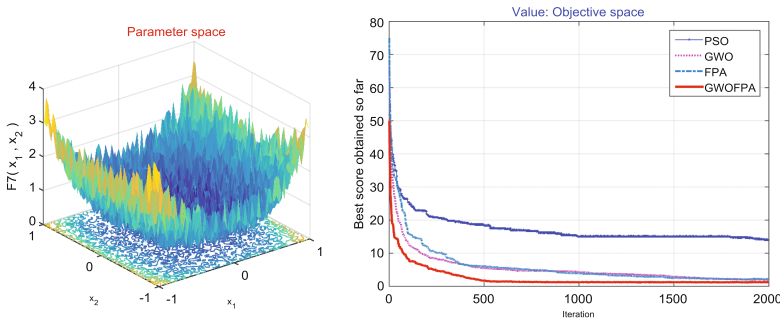 Parameter space
4
3
2
1
0
F7( x1 , x2 )
1
0
-1
x2
-1
0
1
x1
Value: Objective space
80
70
60
50
40
30
20
10
0
Best score obtained so far
PSO
GWO
FPA
GWOFPA
0
500
1000
1500
2000
Iteration